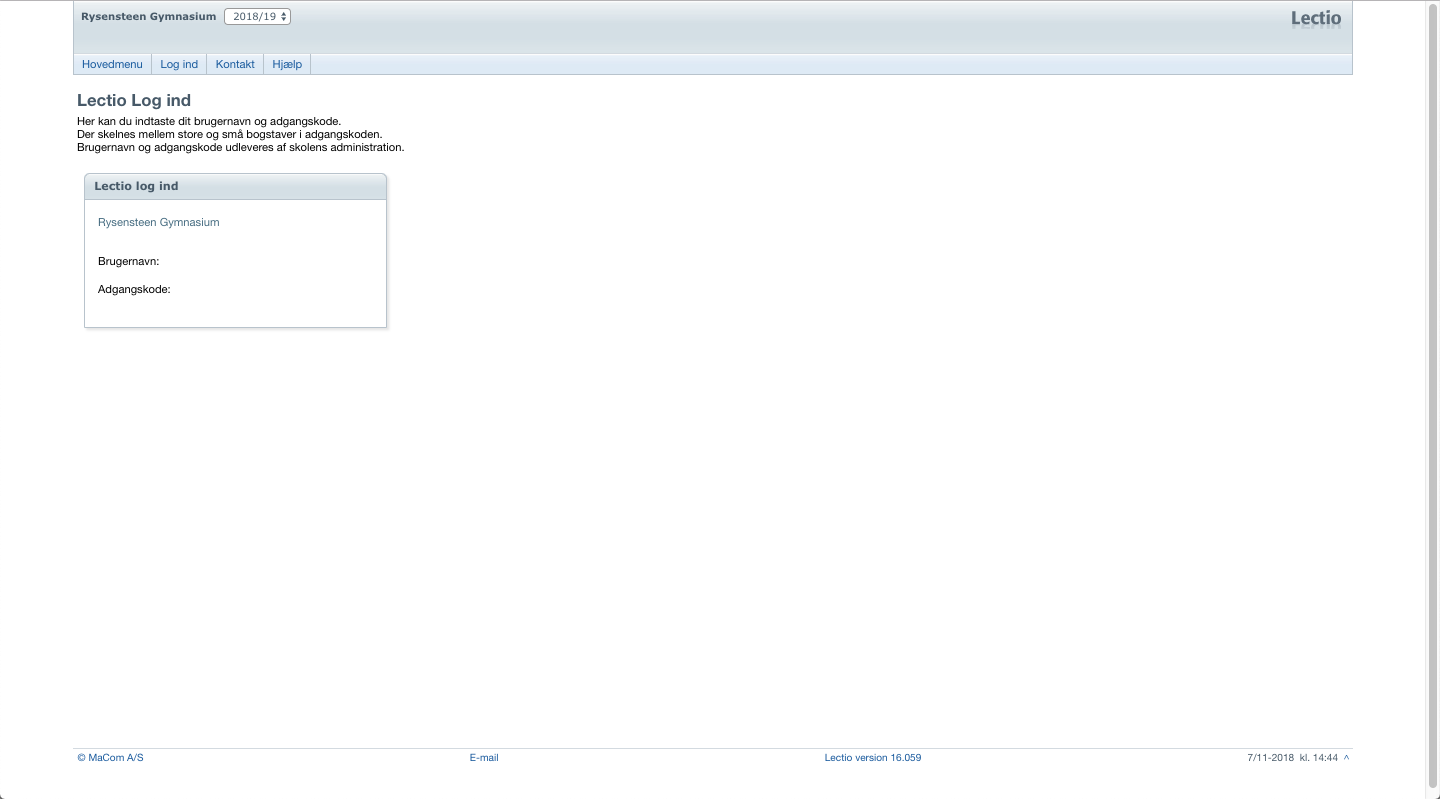 Rysensteen Gymnasium 2018/19 Lectio
Hovedmenu Log ind Kontakt Hjælp
Lectio Log ind
Her kan du indtaste dit brugernavn og adgangskode.
Der skelnes mellem store og små bogstaver i adgangskoden.
Brugernavn og adgangskode udleveres af skolens administration.
Lectio log ind
Rysensteen Gymnasium
Brugernavn:
Adgangskode:
© MaCom A/S E-mail Lectio version 16.059 7/11-2018 kl. 14:44 ^